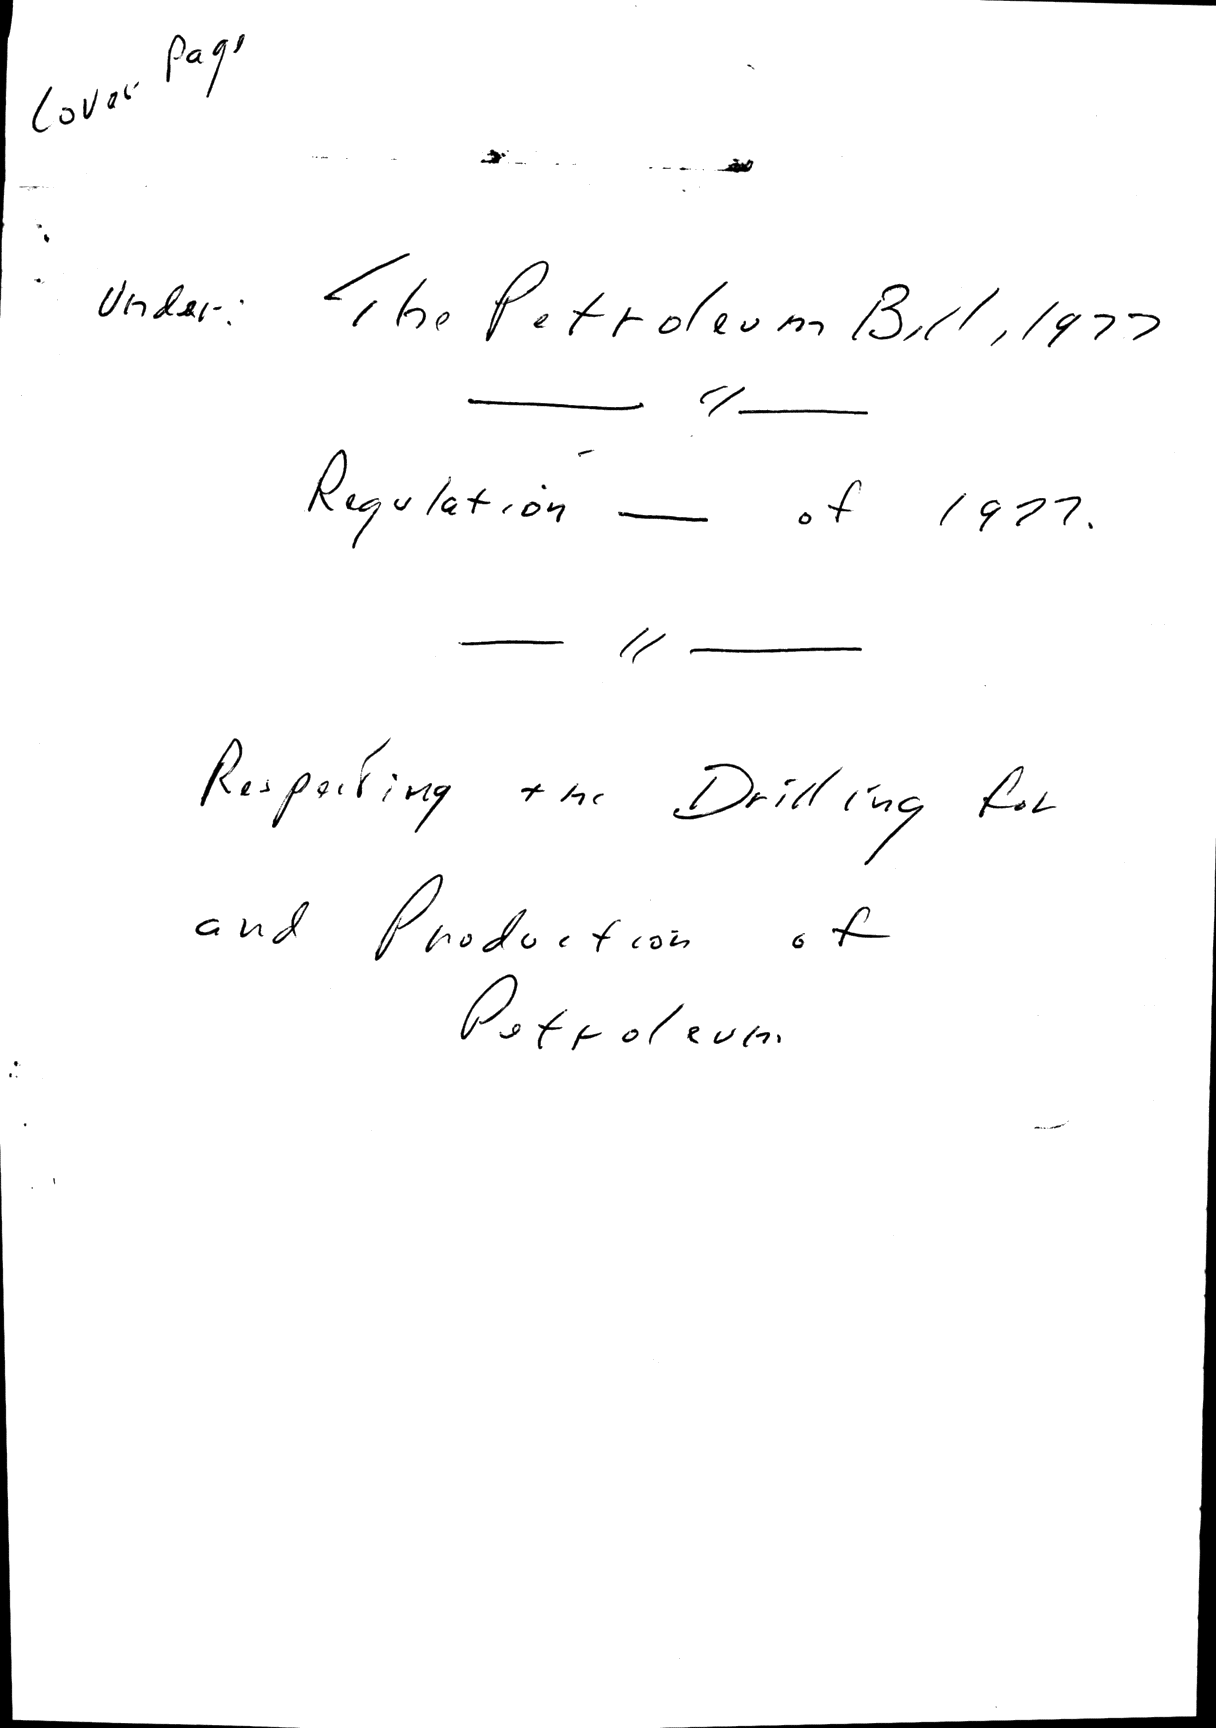 Cover Page
Under: The Petroleum Bill, 1977
— " —
Regulation — of 1977.
— " —
Respecting the Drilling for
and Production of
Petroleum